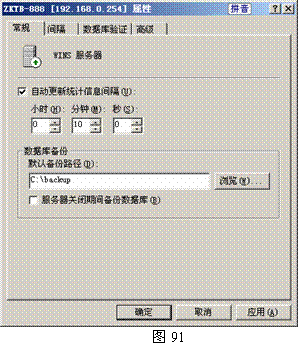 ZKTB-888 [192.168.0.254] 属性
拼音
常规 间隔 数据库验证 高级
WINS 服务器
自动更新统计信息间隔(U):
小时(H): 分钟(M): 秒(S):
0 10 0
数据库备份
默认备份路径(D):
C:\backup
浏览(W)...
服务器关闭期间备份数据库(B)
确定 取消 应用(A)
图 91